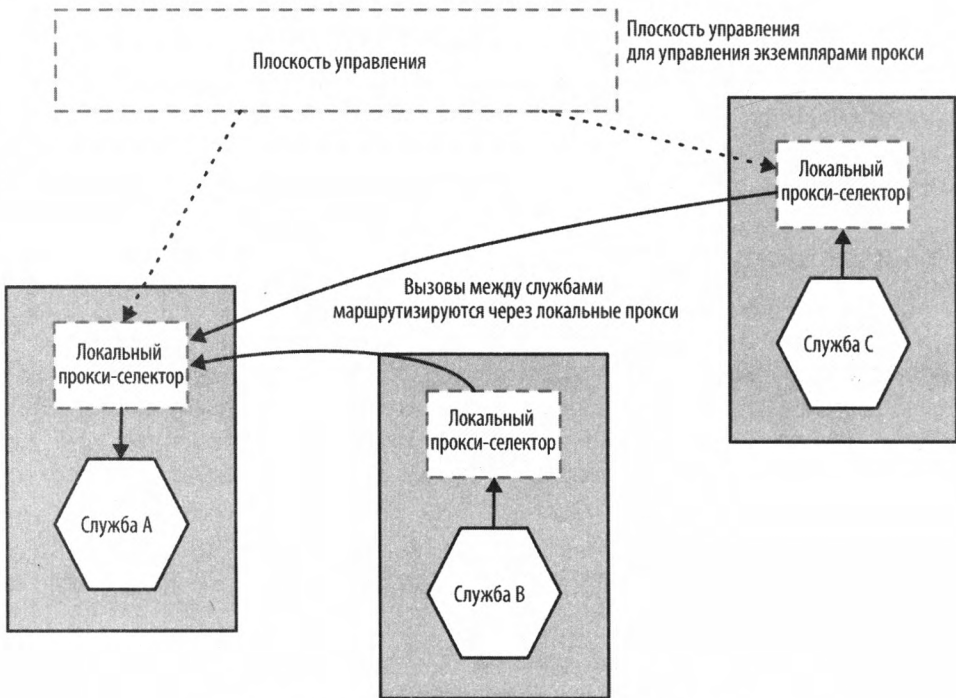 Плоскость управления
Плоскость управления
для управления экземплярами прокси
Локальный
прокси-селектор
Вызовы между службами
маршрутизируются через локальные прокси
Служба C
Локальный
прокси-селектор
Локальный
прокси-селектор
Служба A
Служба B